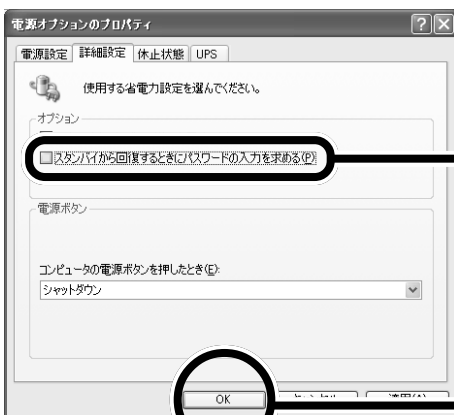 電源オプションのプロパティ
電源設定 詳細設定 休止状態 UPS
使用する省電力設定を選んでください。
オプション
スタンバイから回復するときにパスワードの入力を求める(P)
電源ボタン
コンピュータの電源ボタンを押したとき(E):
シャットダウン
OK